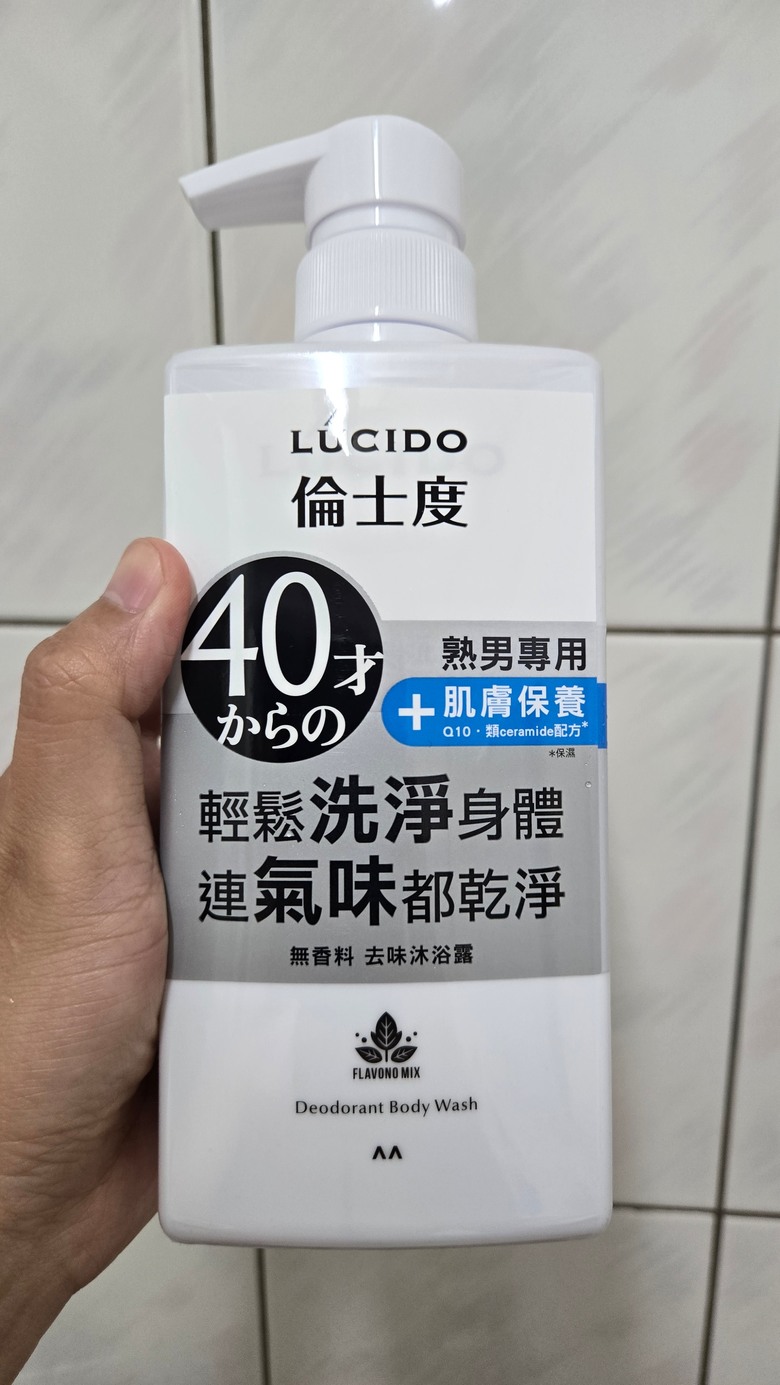 LÚCIDO
倫士度
40才
からの
熟男專用
+肌膚保養
Q10・類ceramide配方*
*保濕
輕鬆洗淨身體
連氣味都乾淨
無香料 去味沐浴露
FLAVONO MIX
Deodorant Body Wash